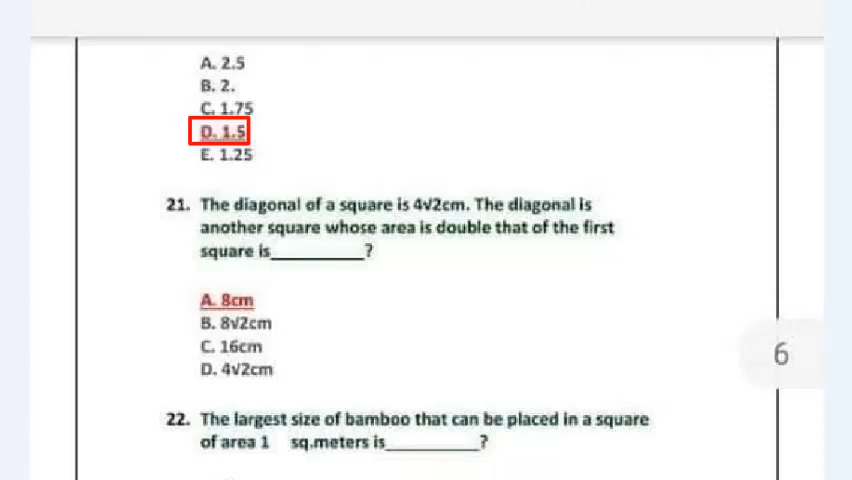 A. 2.5
B. 2.
C. 1.75
D. 1.5
E. 1.25
21. The diagonal of a square is 4√2cm. The diagonal is
another square whose area is double that of the first
square is_________?
A. 8cm
B. 8√2cm
C. 16cm
D. 4√2cm
6
22. The largest size of bamboo that can be placed in a square
of area 1 sq.meters is_________?